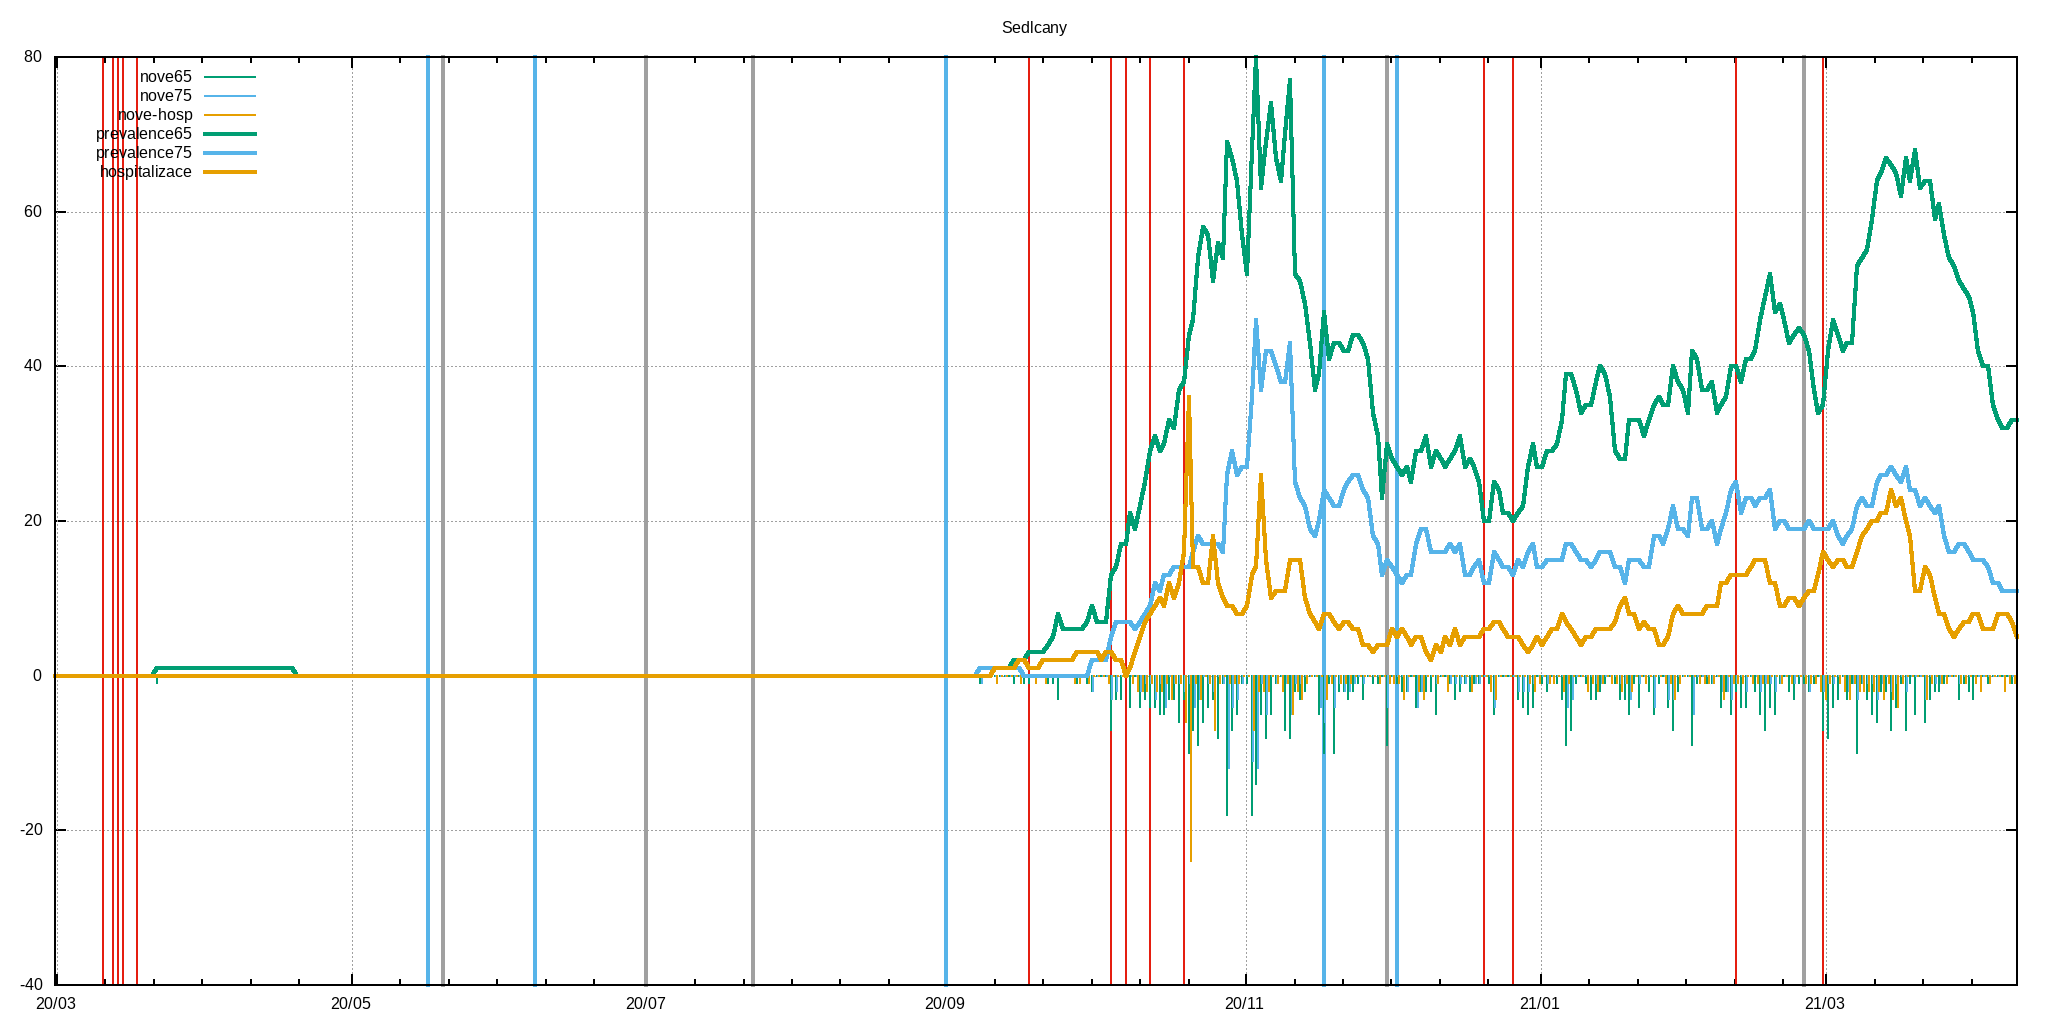 Sedlcany
80
nove65
nove75
nove-hosp
prevalence65
prevalence75
hospitalizace
60
40
20
0
-20
-40
20/03 20/05 20/07 20/09 20/11 21/01 21/03